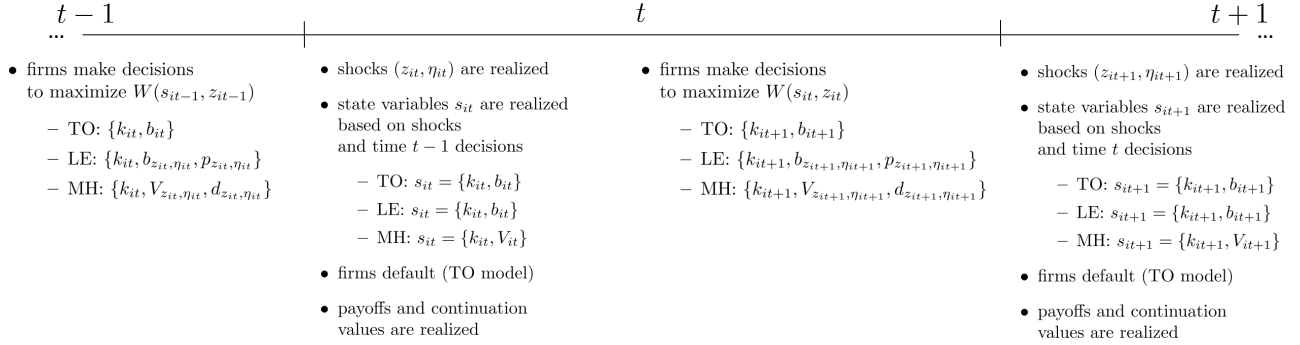 t − 1
t
t + 1
...
...
• firms make decisions
to maximize W(s_{it−1}, z_{it−1})
– TO: {k_{it}, b_{it}}
– LE: {k_{it}, b_{z_{it},η_{it}}, p_{z_{it},η_{it}}}
– MH: {k_{it}, V_{z_{it},η_{it}}, d_{z_{it},η_{it}}}
• shocks (z_{it}, η_{it}) are realized
• state variables s_{it} are realized
based on shocks
and time t − 1 decisions
– TO: s_{it} = {k_{it}, b_{it}}
– LE: s_{it} = {k_{it}, b_{it}}
– MH: s_{it} = {k_{it}, V_{it}}
• firms default (TO model)
• payoffs and continuation
values are realized
• firms make decisions
to maximize W(s_{it}, z_{it})
– TO: {k_{it+1}, b_{it+1}}
– LE: {k_{it+1}, b_{z_{it+1},η_{it+1}}, p_{z_{it+1},η_{it+1}}}
– MH: {k_{it+1}, V_{z_{it+1},η_{it+1}}, d_{z_{it+1},η_{it+1}}}
• shocks (z_{it+1}, η_{it+1}) are realized
• state variables s_{it+1} are realized
based on shocks
and time t decisions
– TO: s_{it+1} = {k_{it+1}, b_{it+1}}
– LE: s_{it+1} = {k_{it+1}, b_{it+1}}
– MH: s_{it+1} = {k_{it+1}, V_{it+1}}
• firms default (TO model)
• payoffs and continuation
values are realized